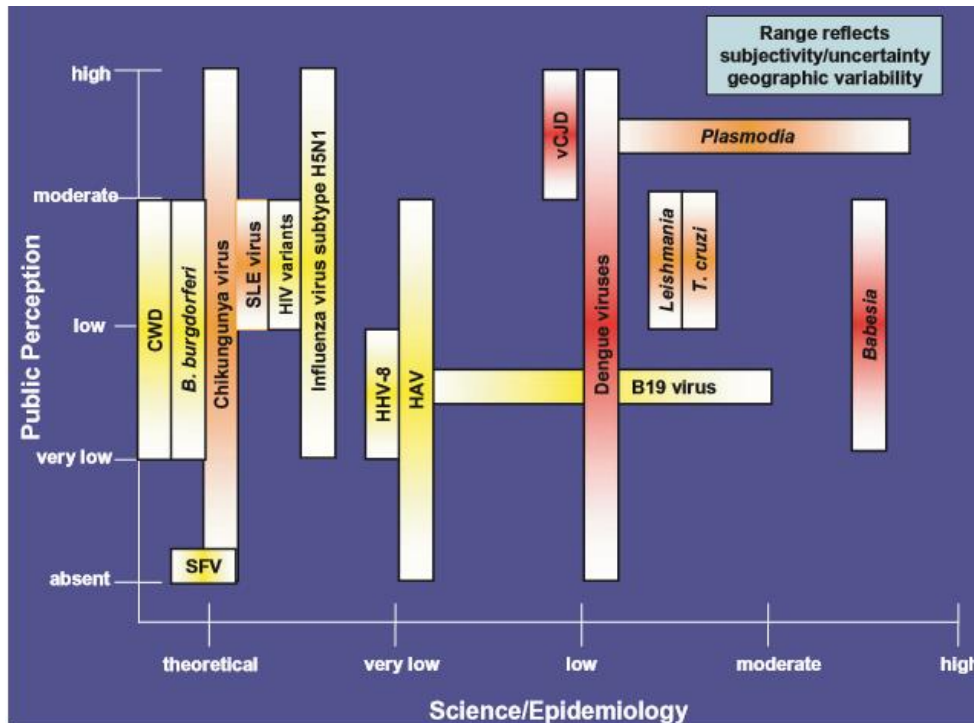 Range reflects
subjectivity/uncertainty
geographic variability
Public Perception
high
moderate
low
very low
absent
CWD
B. burgdorferi
Chikungunya virus
SLE virus
HIV variants
Influenza virus subtype H5N1
SFV
HHV-8
HAV
vCJD
Dengue viruses
Plasmodia
Leishmania
T. cruzi
B19 virus
Babesia
theoretical
very low
low
moderate
high
Science/Epidemiology